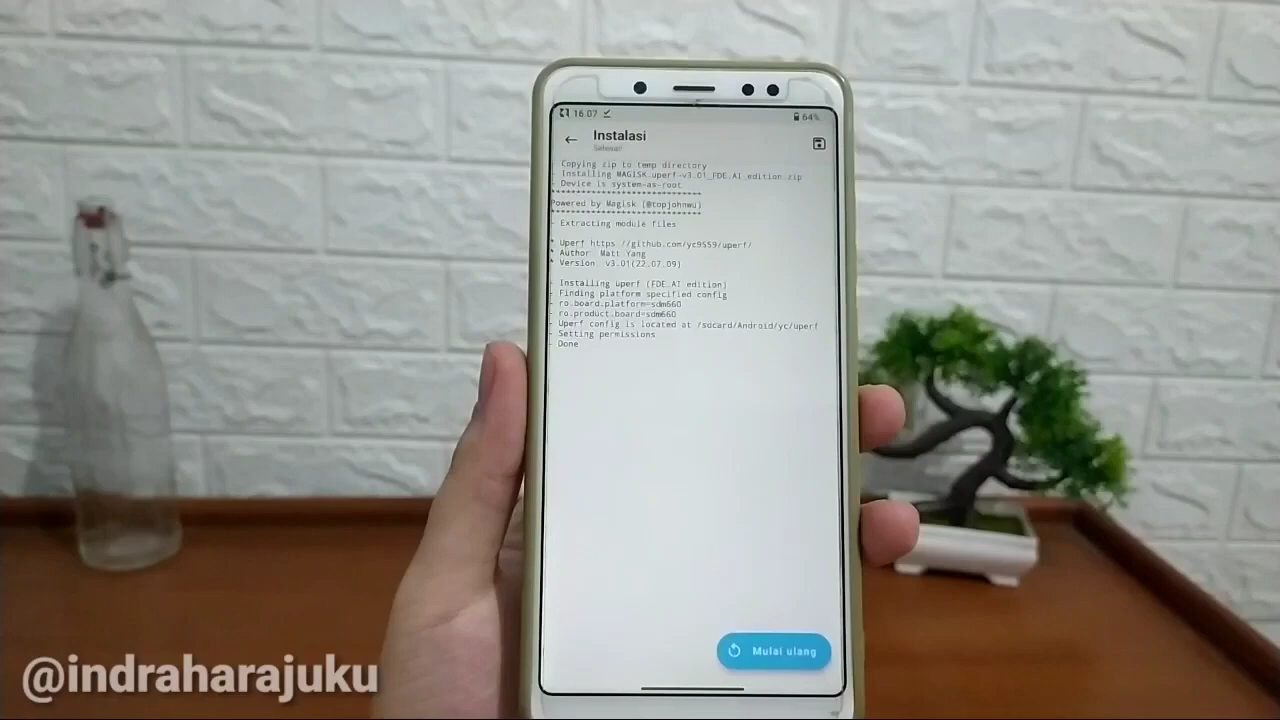 16.07
64%
Instalasi
Selesai
- Copying zip to temp directory
- Installing MAGISK.uperf-v3.01_FDE.AI_edition.zip
- Device is system-as-root
Powered by Magisk (@topjohnwu)
- Extracting module files
* Uperf https://github.com/yc9559/uperf/
* Author: Matt Yang
* Version: v3.01(22.07.09)
- Installing uperf (FDE.AI edition)
- Finding platform specified config
- ro.board.platform=sdm660
- ro.product.board=sdm660
- Uperf config is located at /sdcard/Android/yc/uperf
- Setting permissions
- Done
Mulai ulang
@indraharajuku